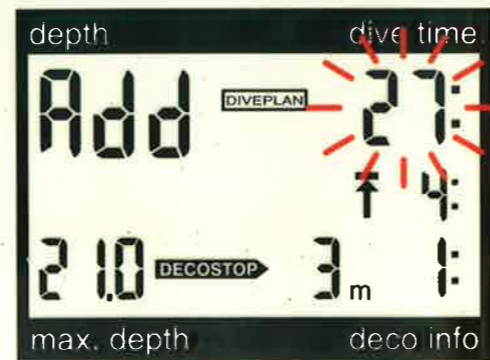 depth dive time
Add DIVEPLAN 27:
4:
21.0 DECOSTOP 3 m 1:
max. depth deco info